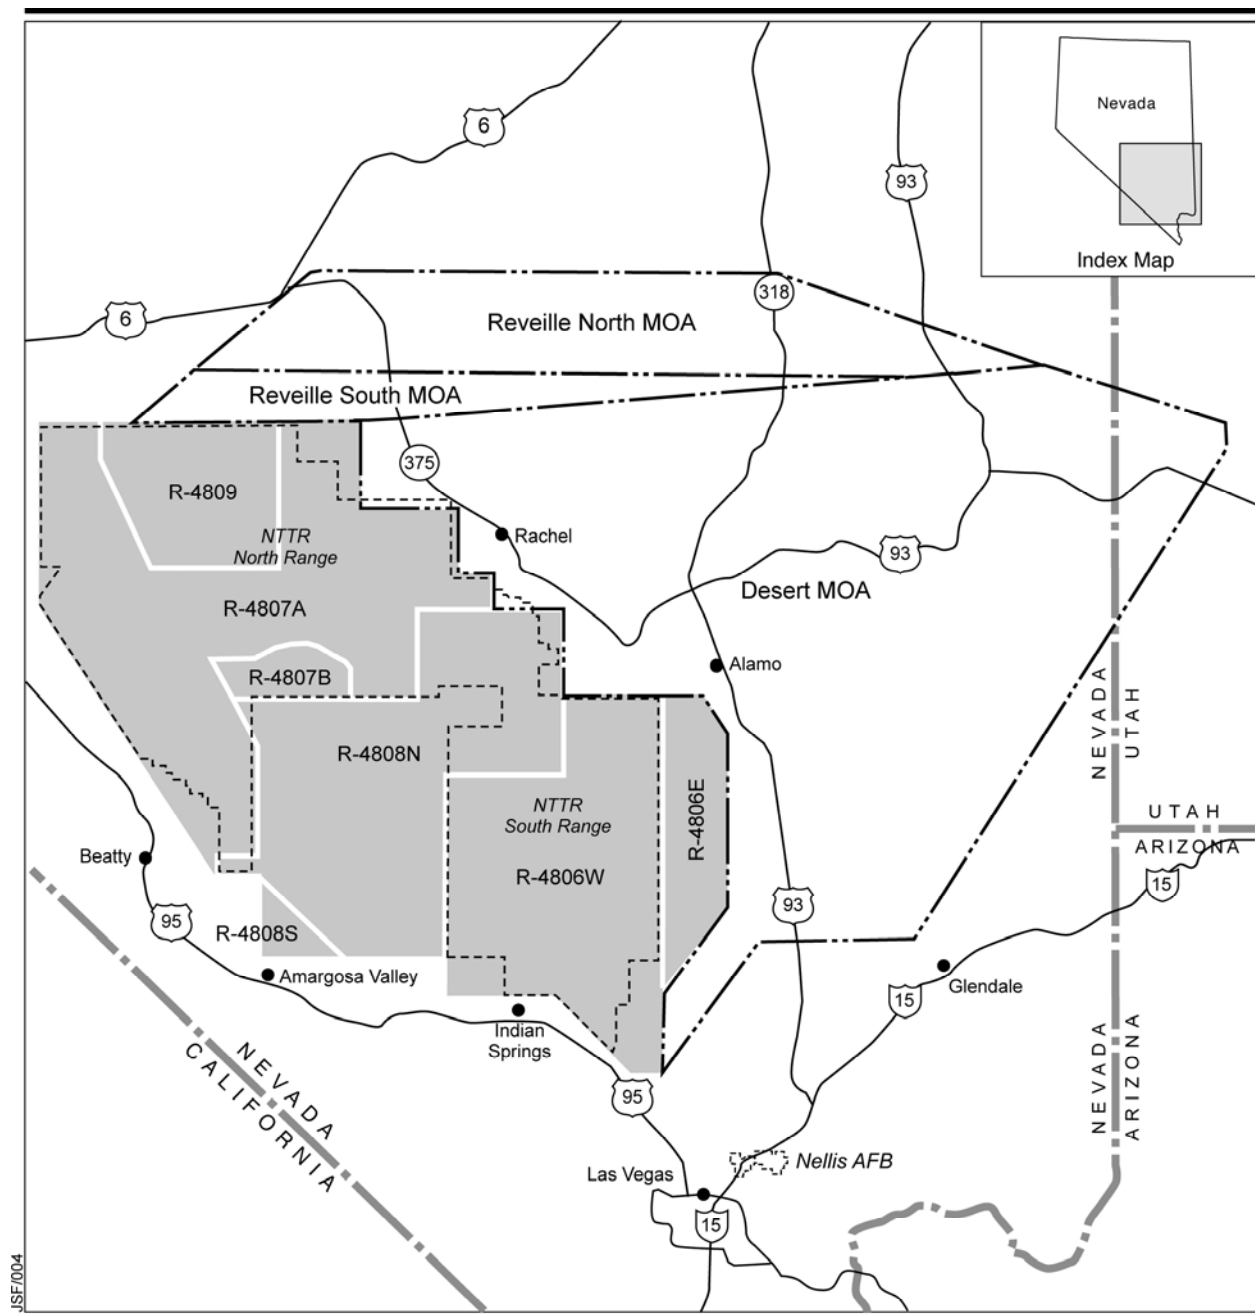 6
93
Nevada
Index Map
318
6
Reveille North MOA
Reveille South MOA
375
R-4809
NTTR
North Range
Rachel
93
Desert MOA
R-4807A
R-4807B
Alamo
R-4808N
NEVADA
UTAH
R-4806E
NTTR
South Range
UTAH
ARIZONA
Beatty
R-4806W
15
93
95
R-4808S
Amargosa Valley
Glendale
15
Indian
Springs
NEVADA
CALIFORNIA
NEVADA
ARIZONA
95
Nellis AFB
Las Vegas
15
JSF/004